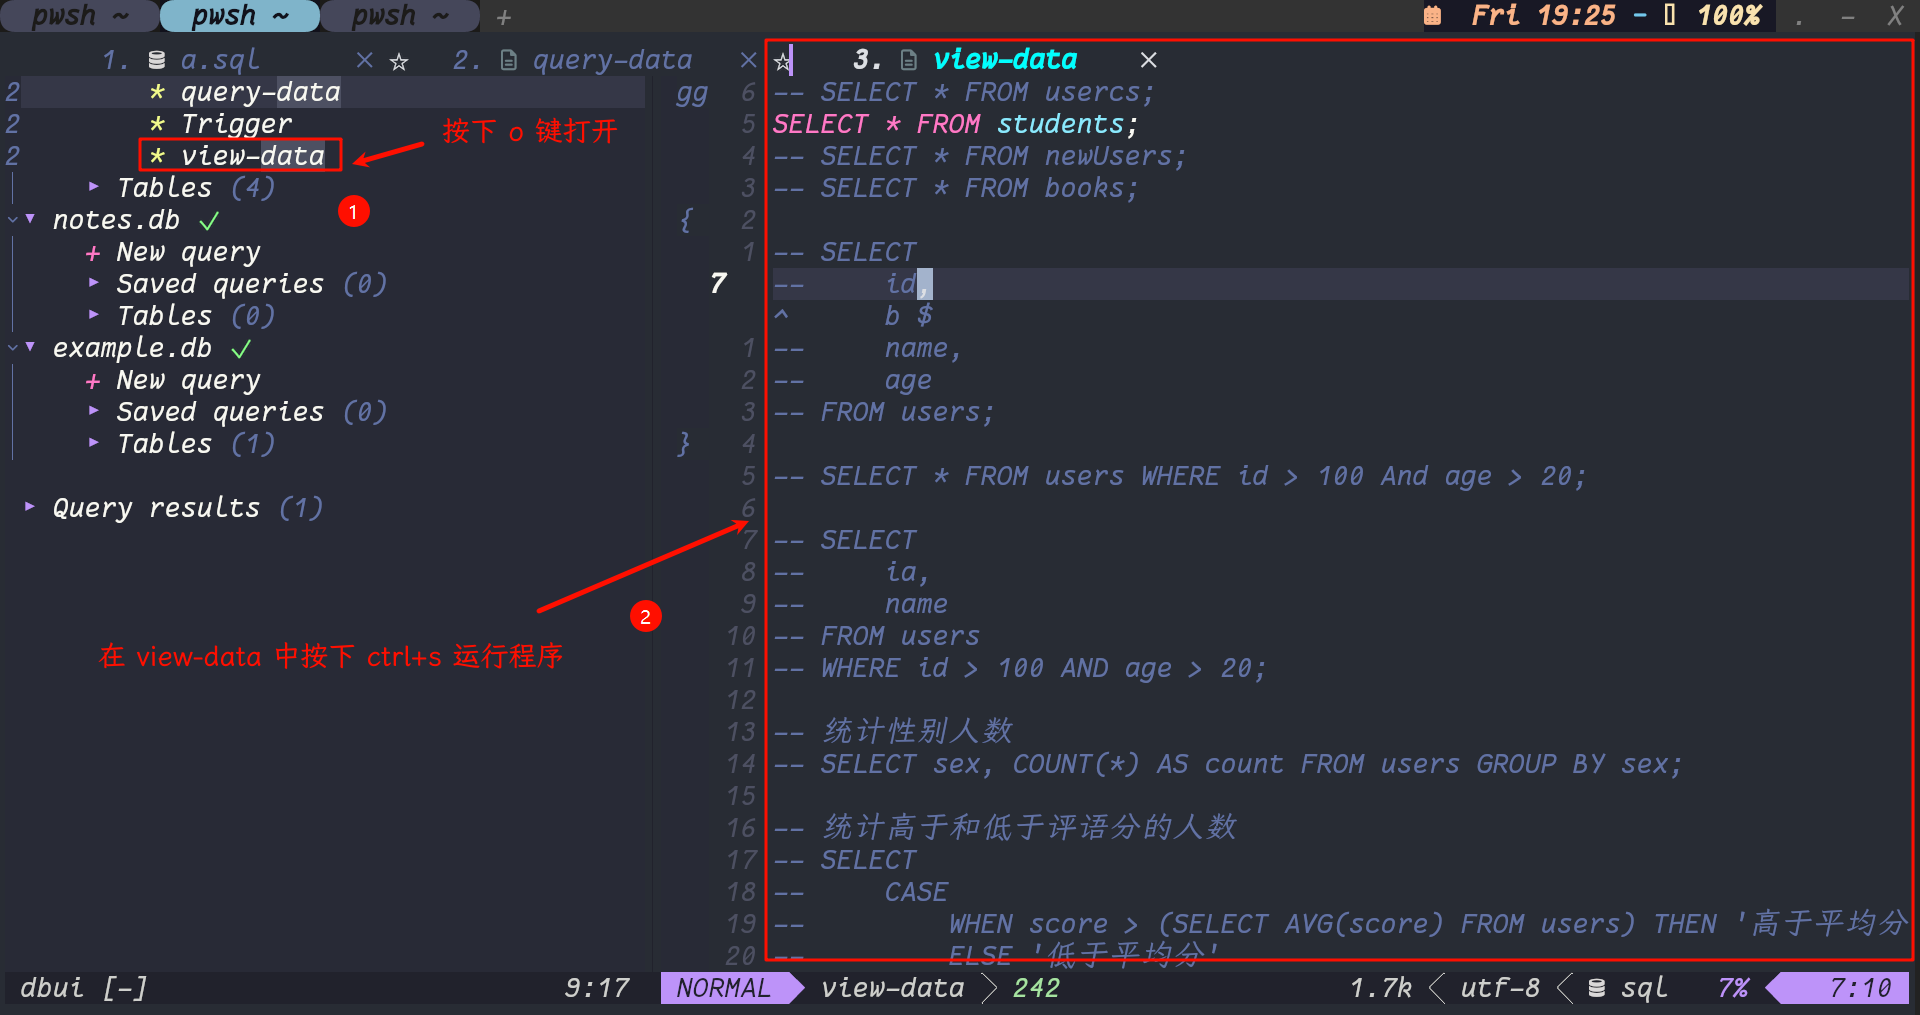 pwsh ~ pwsh ~ pwsh ~ + Fri 19:25 - 100% . - X
1. a.sql × ☆ 2. query-data × ☆ 3. view-data ×
2 * query-data
2 * Trigger
2 * view-data
按下 o 键打开
▸ Tables (4)
1
▾ notes.db ✓
+ New query
▸ Saved queries (0)
▸ Tables (0)
▾ example.db ✓
+ New query
▸ Saved queries (0)
▸ Tables (1)
▸ Query results (1)
2
在 view-data 中按下 ctrl+s 运行程序
gg
{
}
6 -- SELECT * FROM usercs;
5 SELECT * FROM students;
4 -- SELECT * FROM newUsers;
3 -- SELECT * FROM books;
2
1 -- SELECT
7 -- id,
^ b $
1 -- name,
2 -- age
3 -- FROM users;
4
5 -- SELECT * FROM users WHERE id > 100 And age > 20;
6
7 -- SELECT
8 -- ia,
9 -- name
10 -- FROM users
11 -- WHERE id > 100 AND age > 20;
12
13 -- 统计性别人数
14 -- SELECT sex, COUNT(*) AS count FROM users GROUP BY sex;
15
16 -- 统计高于和低于评语分的人数
17 -- SELECT
18 -- CASE
19 -- WHEN score > (SELECT AVG(score) FROM users) THEN '高于平均分
20 -- ELSE '低于平均分'
dbui [-] 9:17 NORMAL view-data 242 1.7k utf-8 sql 7% 7:10